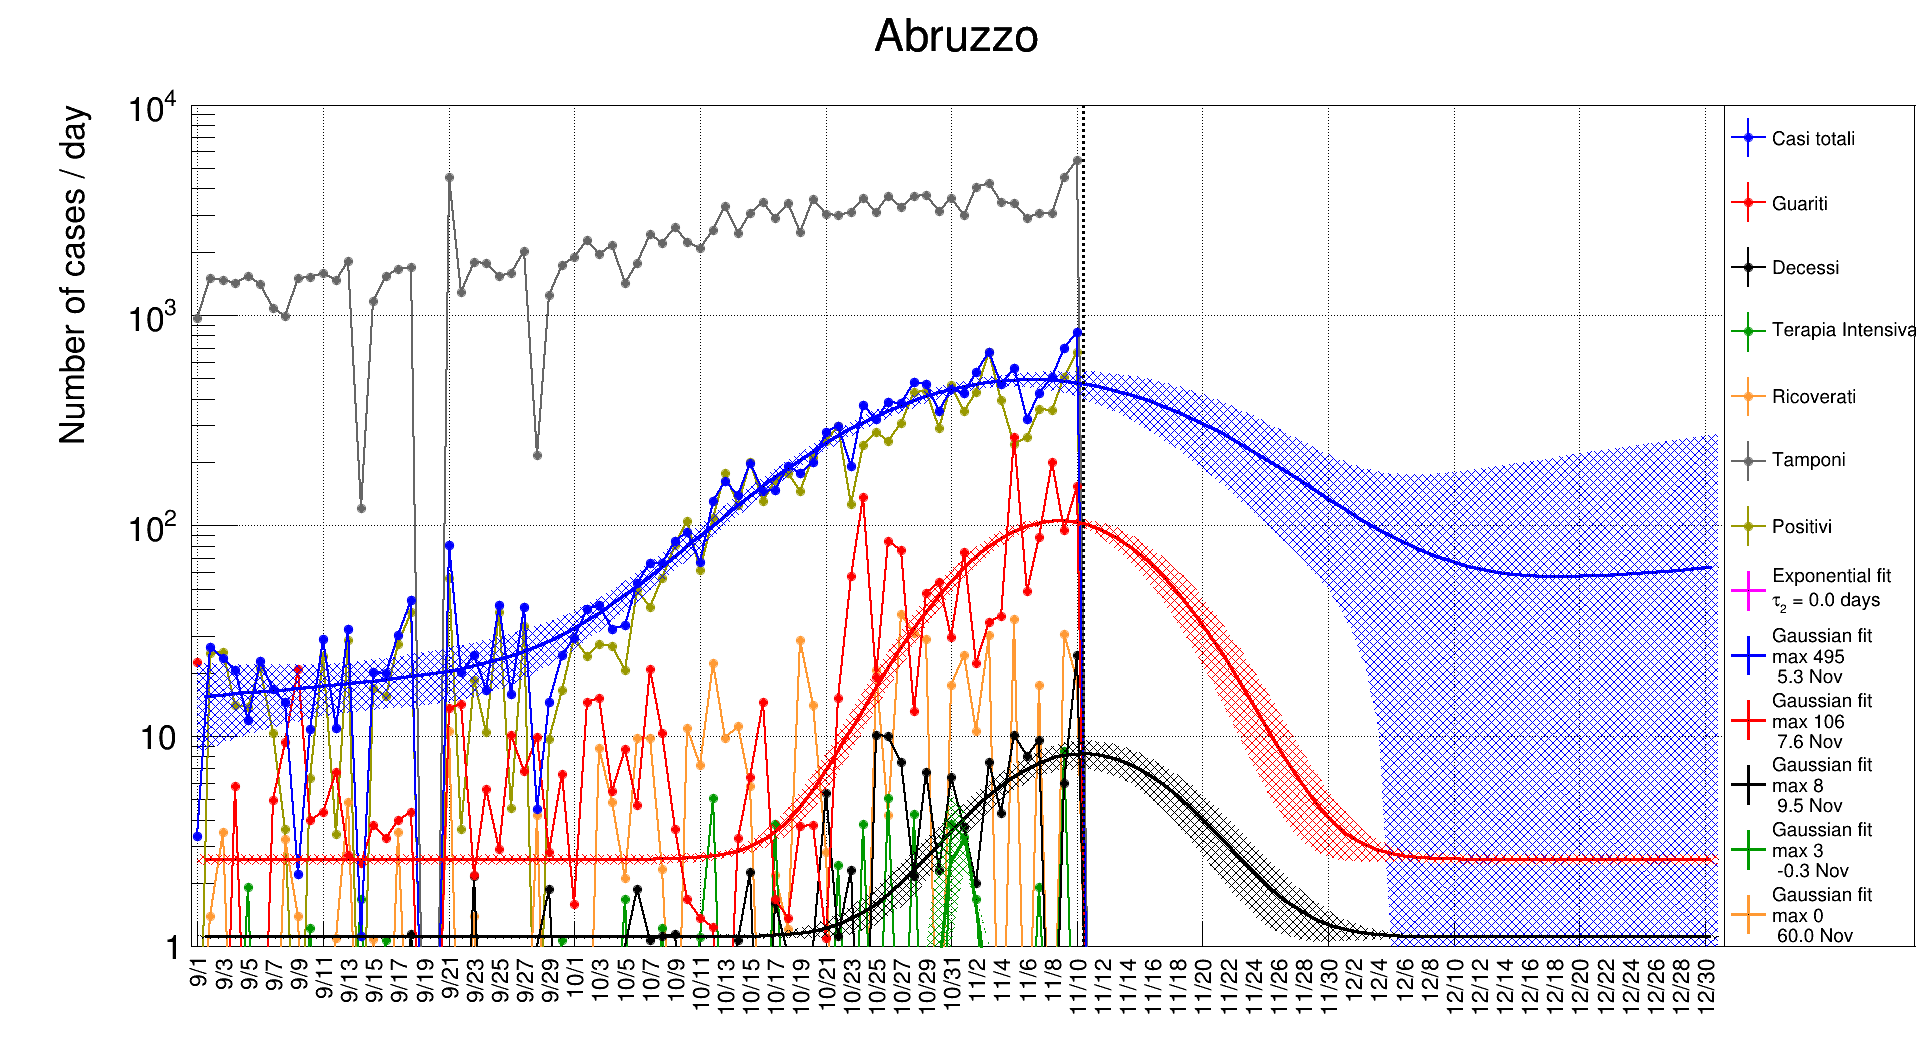 Abruzzo
Number of cases / day
10^4
10^3
10^2
10
1
9/1 9/3 9/5 9/7 9/9 9/11 9/13 9/15 9/17 9/19 9/21 9/23 9/25 9/27 9/29 10/1 10/3 10/5 10/7 10/9 10/11 10/13 10/15 10/17 10/19 10/21 10/23 10/25 10/27 10/29 10/31 11/2 11/4 11/6 11/8 11/10 11/12 11/14 11/16 11/18 11/20 11/22 11/24 11/26 11/28 11/30 12/2 12/4 12/6 12/8 12/10 12/12 12/14 12/16 12/18 12/20 12/22 12/24 12/26 12/28 12/30
Casi totali
Guariti
Decessi
Terapia Intensiva
Ricoverati
Tamponi
Positivi
Exponential fit
τ₂ = 0.0 days
Gaussian fit
max 495
5.3 Nov
Gaussian fit
max 106
7.6 Nov
Gaussian fit
max 8
9.5 Nov
Gaussian fit
max 3
-0.3 Nov
Gaussian fit
max 0
60.0 Nov